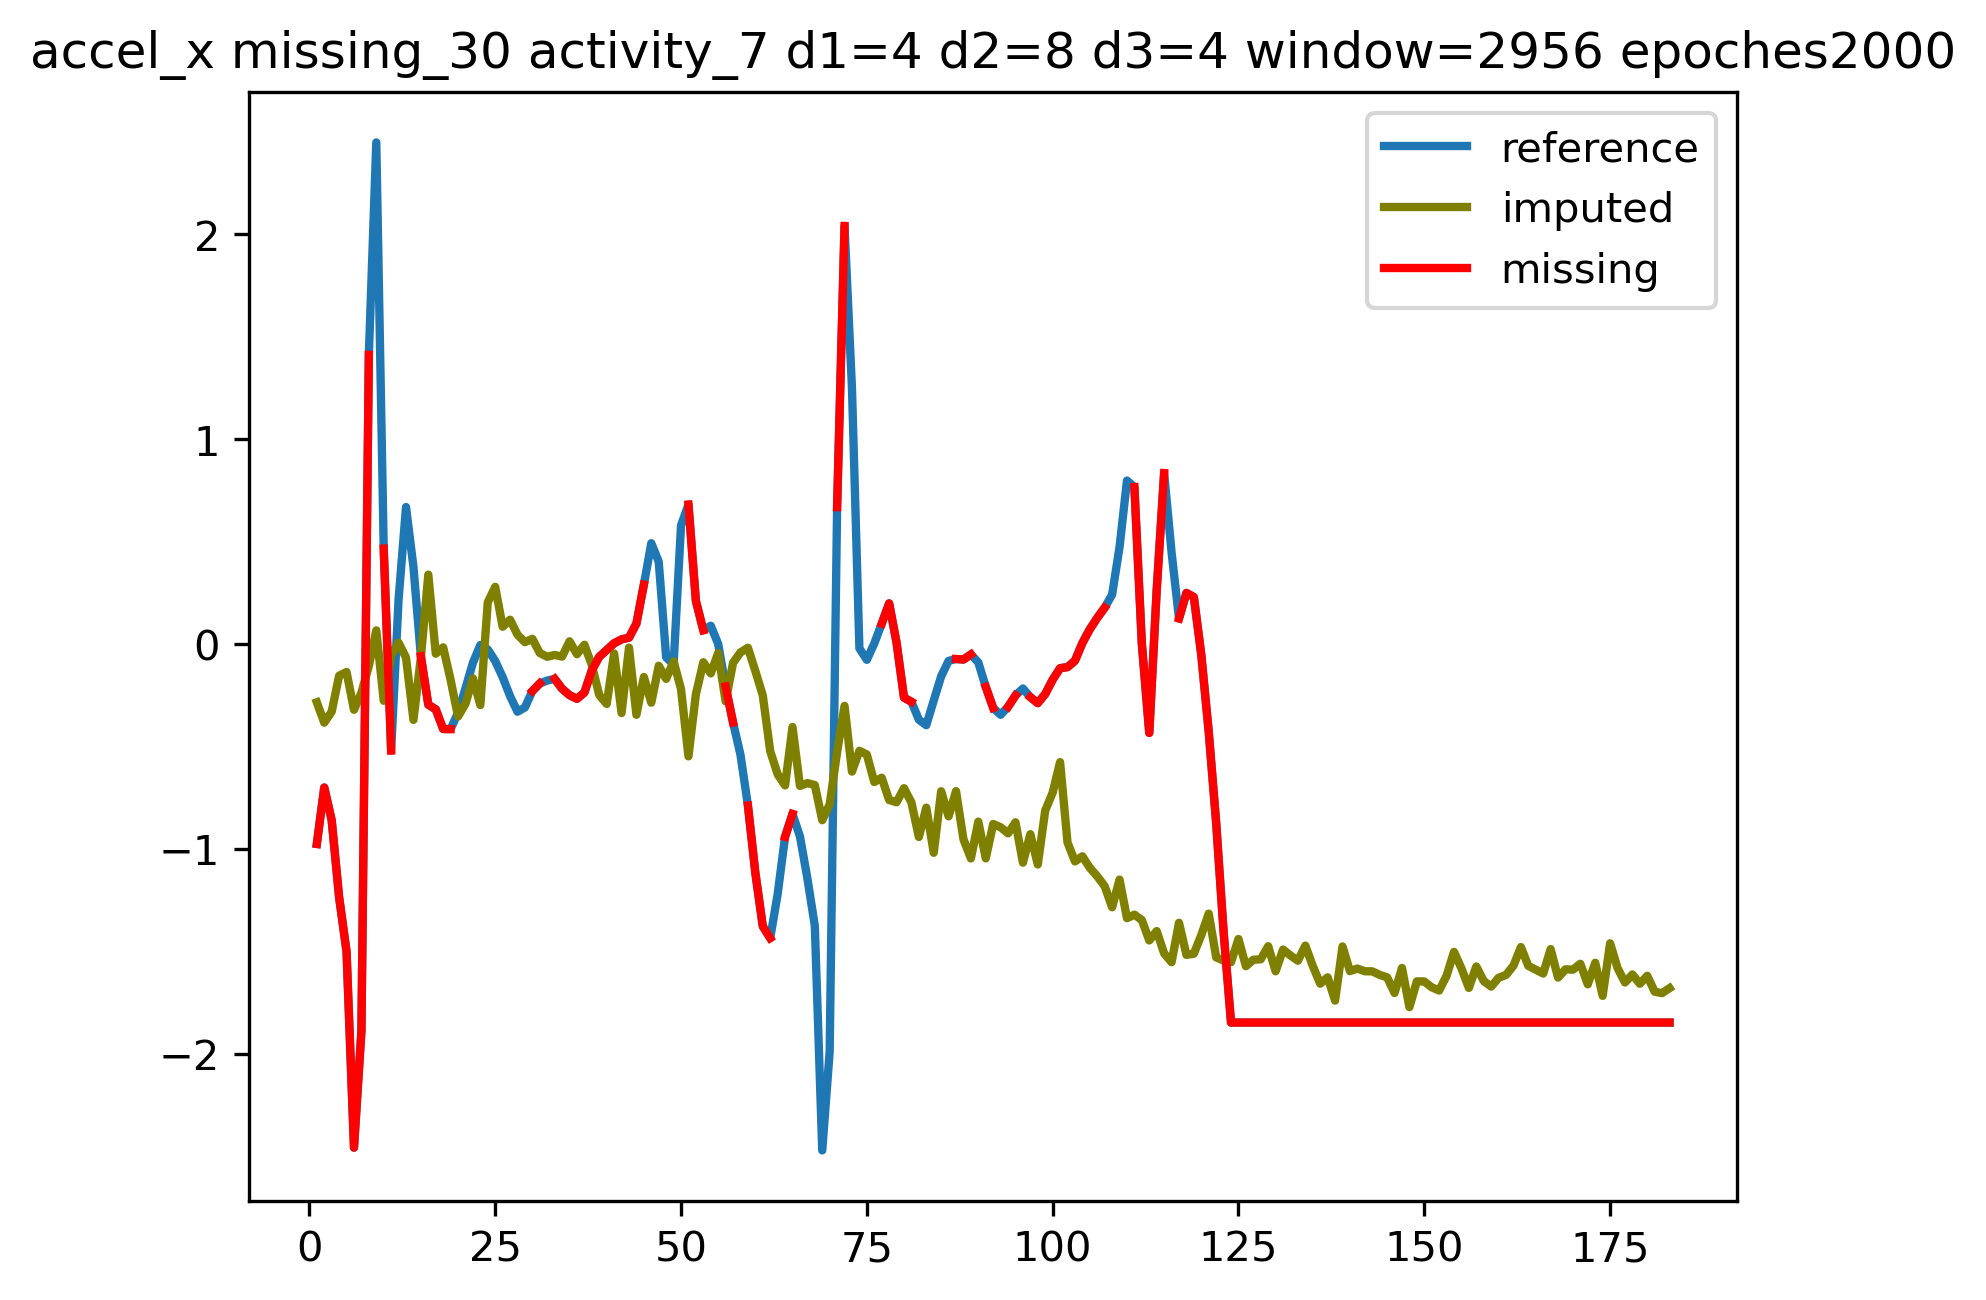 accel_x missing_30 activity_7 d1=4 d2=8 d3=4 window=2956 epoches2000
reference
imputed
missing
2
1
0
−1
−2
0 25 50 75 100 125 150 175